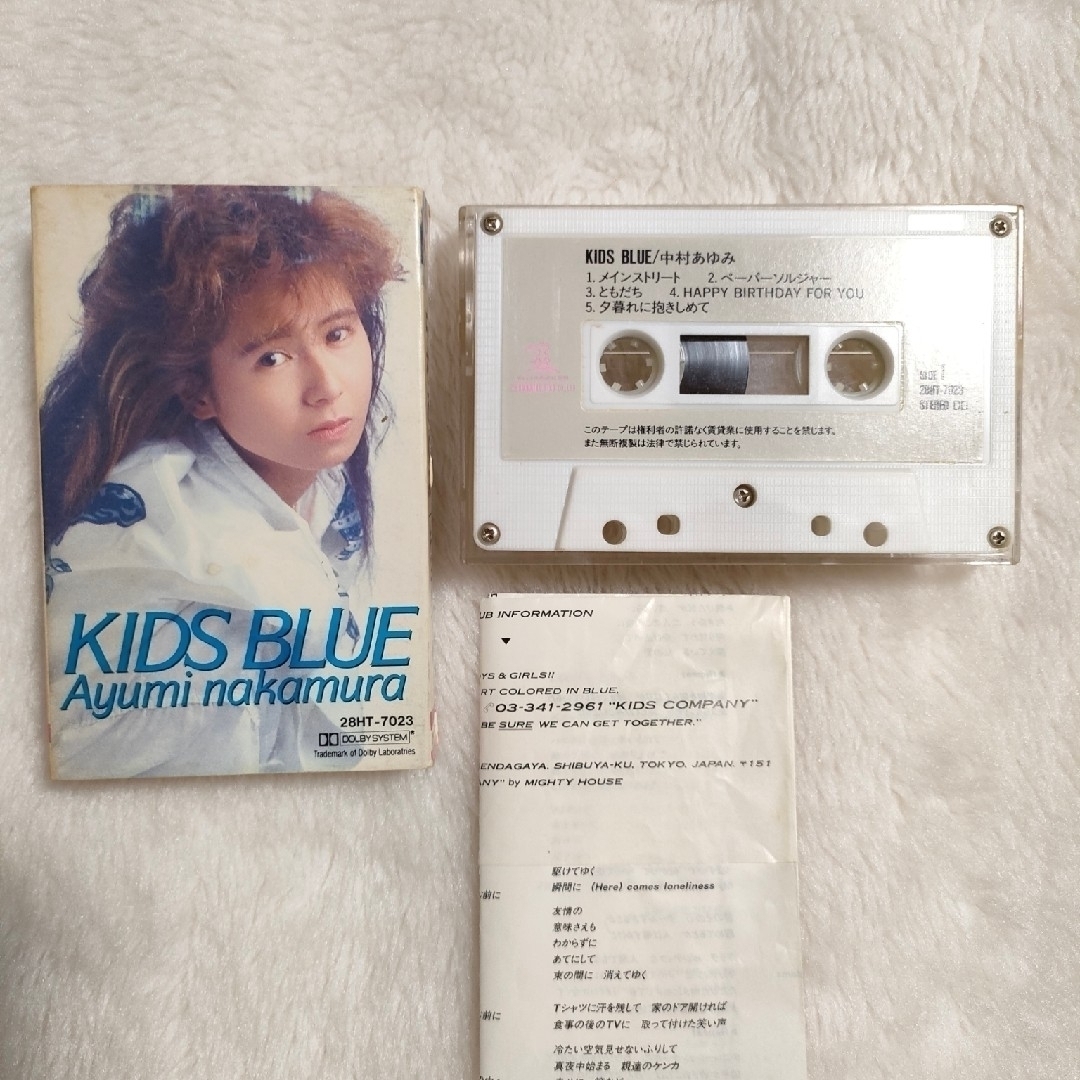 KIDS BLUE
Ayumi nakamura
28HT-7023
DOLBY SYSTEM
Trademark of Dolby Laboratries
KIDS BLUE/中村あゆみ
1. メインストリート 2. ペーパーソルジャー
3. ともだち 4. HAPPY BIRTHDAY FOR YOU
5. 夕暮れに抱きしめて
SIDE 1
28HT-7023
STEREO
このテープは権利者の許諾なく賃貸業に使用することを禁じます。
また無断複製は法律で禁じられています。
UB INFORMATION
▼
YS & GIRLS!!
RT COLORED IN BLUE.
03-341-2961 "KIDS COMPANY"
BE SURE WE CAN GET TOGETHER."
ENDAGAYA. SHIBUYA-KU, TOKYO, JAPAN. 〒151
ANY" by MIGHTY HOUSE
駆けてゆく
瞬間に (Here) comes loneliness
前に
友情の
意味さえも
わからずに
あてにして
束の間に 消えてゆく
Tシャツに汗を残して 家のドア開ければ
前に
食事の後のTVに 取って付けた笑い声
冷たい空気見せないふりして
真夜中始まる 親達のケンカ